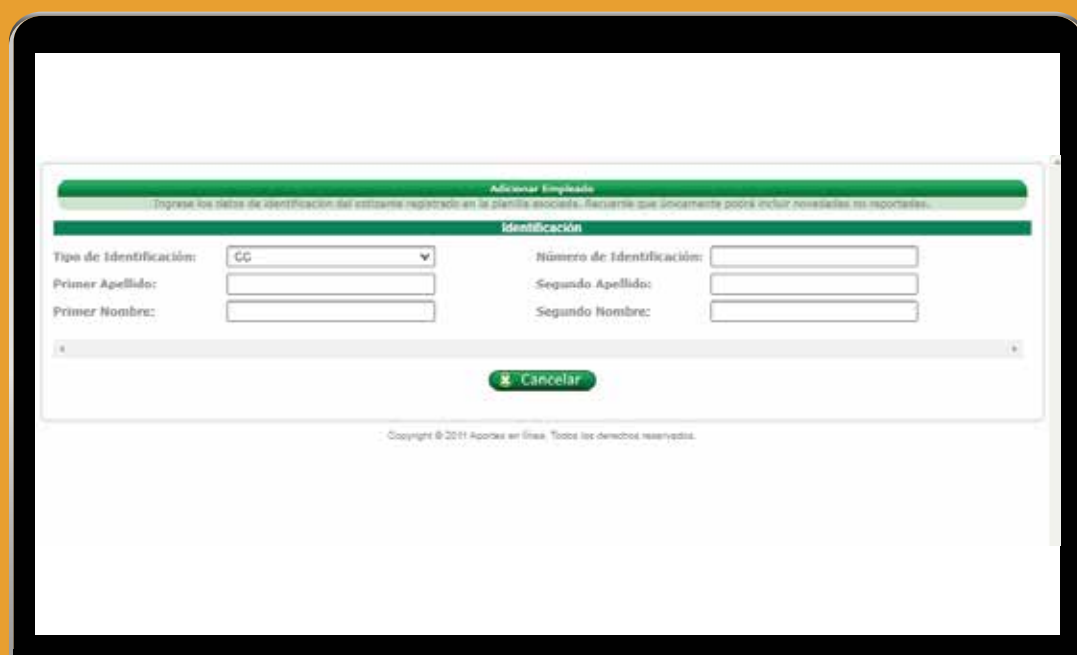 Adicionar Empleado
Ingrese los datos de identificación del cotizante registrado en la planilla asociada. Recuerde que únicamente podrá incluir novedades no reportadas.
Identificación
Tipo de Identificación: CC Número de Identificación:
Primer Apellido: Segundo Apellido:
Primer Nombre: Segundo Nombre:
Cancelar
Copyright © 2011 Aportes en línea. Todos los derechos reservados.